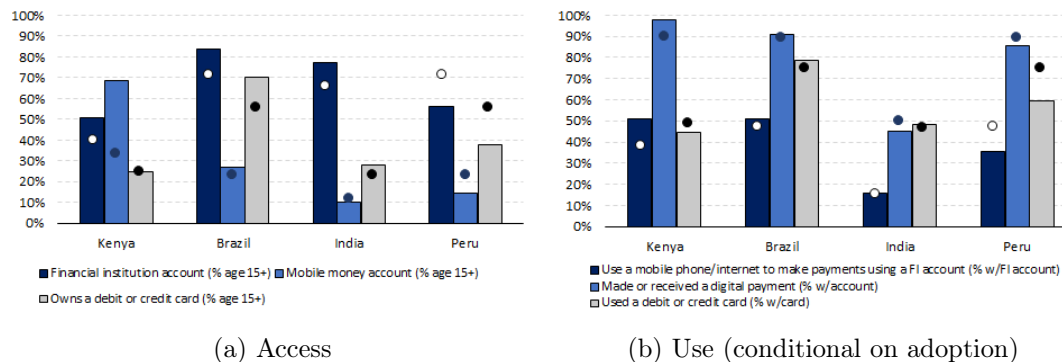 100%
90%
80%
70%
60%
50%
40%
30%
20%
10%
0%
Kenya Brazil India Peru
Financial institution account (% age 15+) Mobile money account (% age 15+)
Owns a debit or credit card (% age 15+)
(a) Access
100%
90%
80%
70%
60%
50%
40%
30%
20%
10%
0%
Kenya Brazil India Peru
Use a mobile phone/internet to make payments using a FI account (% w/FI account)
Made or received a digital payment (% w/account)
Used a debit or credit card (% w/card)
(b) Use (conditional on adoption)